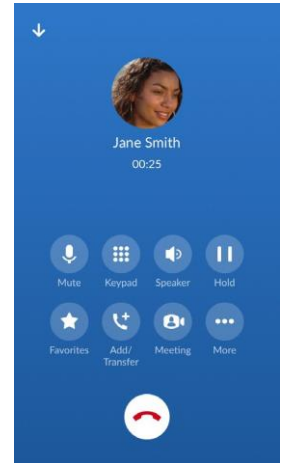 Jane Smith
00:25
Mute Keypad Speaker Hold
Favorites Add/ Meeting More
Transfer